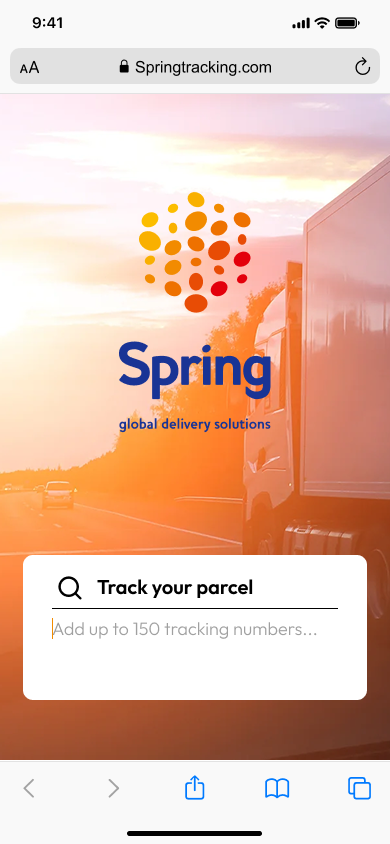 9:41
AA
Springtracking.com
Spring
global delivery solutions
Track your parcel
Add up to 150 tracking numbers...